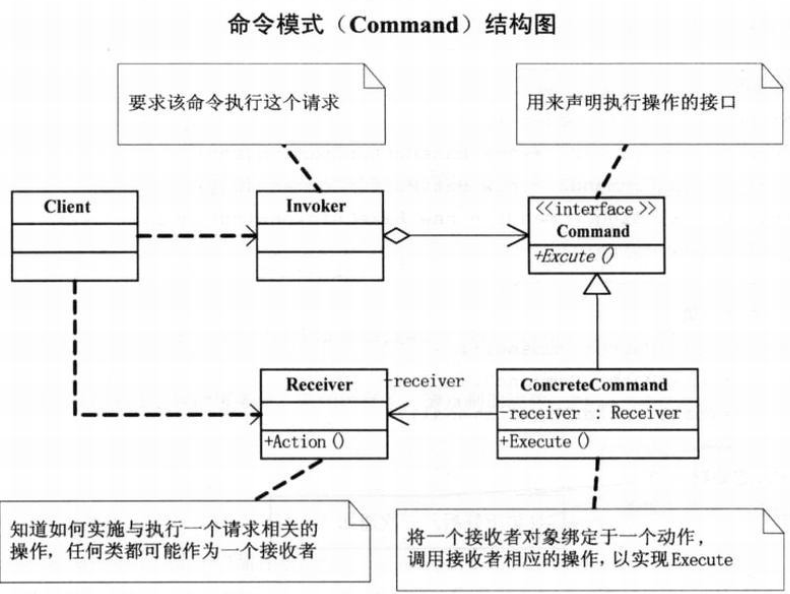 命令模式（Command）结构图
要求该命令执行这个请求
用来声明执行操作的接口
Client
Invoker
<<interface >>
Command
+Excute ()
Receiver
+Action ()
-receiver
ConcreteCommand
-receiver : Receiver
+Execute ()
知道如何实施与执行一个请求相关的
操作，任何类都可能作为一个接收者
将一个接收者对象绑定于一个动作，
调用接收者相应的操作，以实现Execute